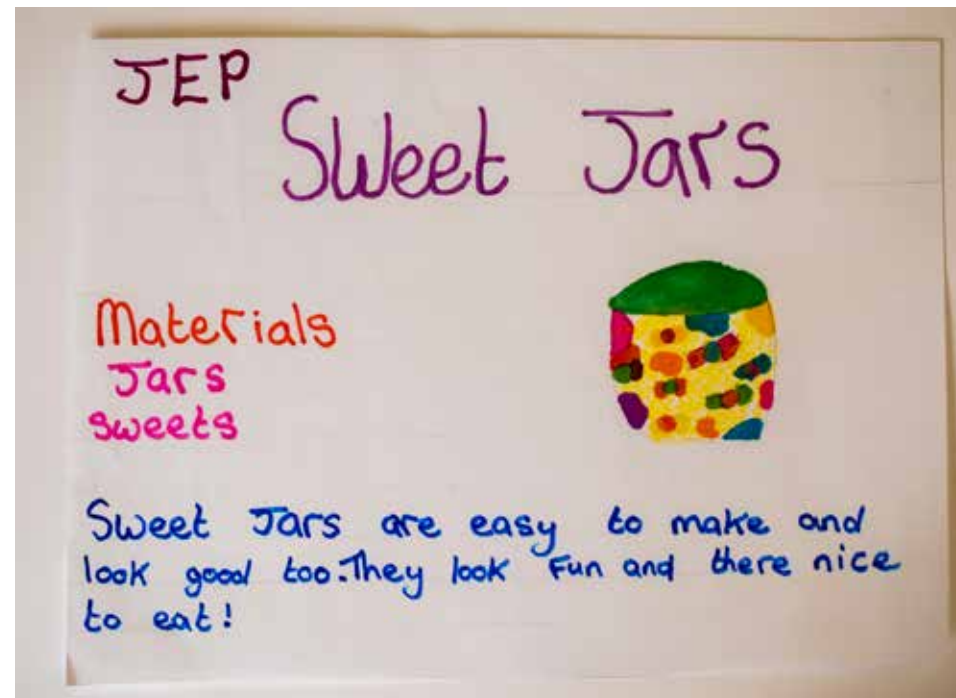 JEP
Sweet Jars
Materials
Jars
sweets
Sweet Jars are easy to make and
look good too. They look Fun and there nice
to eat!